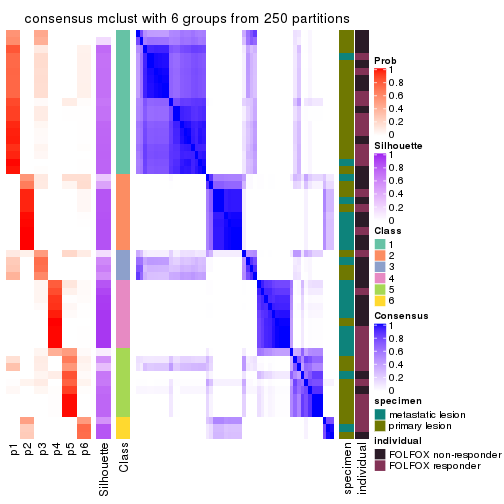 consensus mclust with 6 groups from 250 partitions
Prob
1
0.8
0.6
0.4
0.2
0
Silhouette
1
0.8
0.6
0.4
0.2
0
Class
1
2
3
4
5
6
Consensus
1
0.8
0.6
0.4
0.2
0
specimen
metastatic lesion
primary lesion
individual
FOLFOX non-responder
FOLFOX responder
p1
p2
p3
p4
p5
p6
Silhouette
Class
specimen
individual